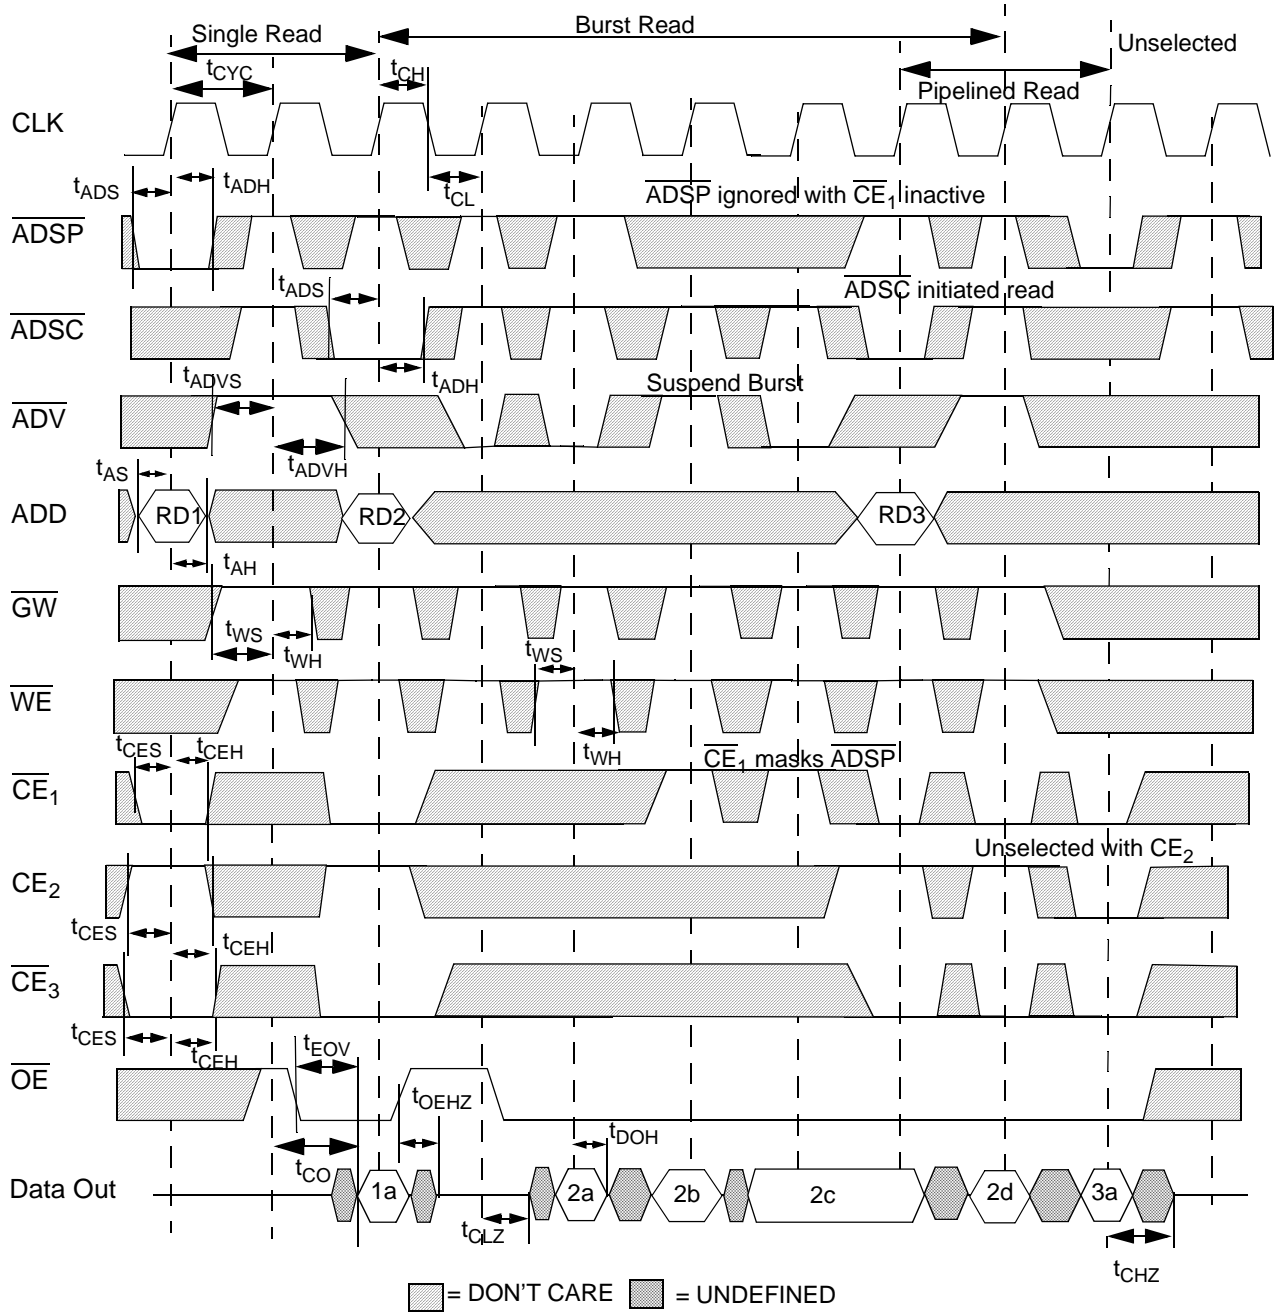 Single Read
Burst Read
Unselected
tCYC
tCH
Pipelined Read
CLK
tADS
tADH
tCL
ADSP ignored with CE1 inactive
ADSP
tADS
ADSC initiated read
ADSC
tADVS
tADH
Suspend Burst
ADV
tAS
tADVH
ADD
RD1
RD2
RD3
tAH
GW
tWS
tWH
tWS
WE
tCES
tCEH
tWH
CE1 masks ADSP
CE1
Unselected with CE2
CE2
tCES
tCEH
CE3
tCES
tCEH
tEOV
OE
tOEHZ
tCO
tDOH
Data Out
1a
2a
2b
2c
2d
3a
tCLZ
tCHZ
= DON'T CARE
= UNDEFINED